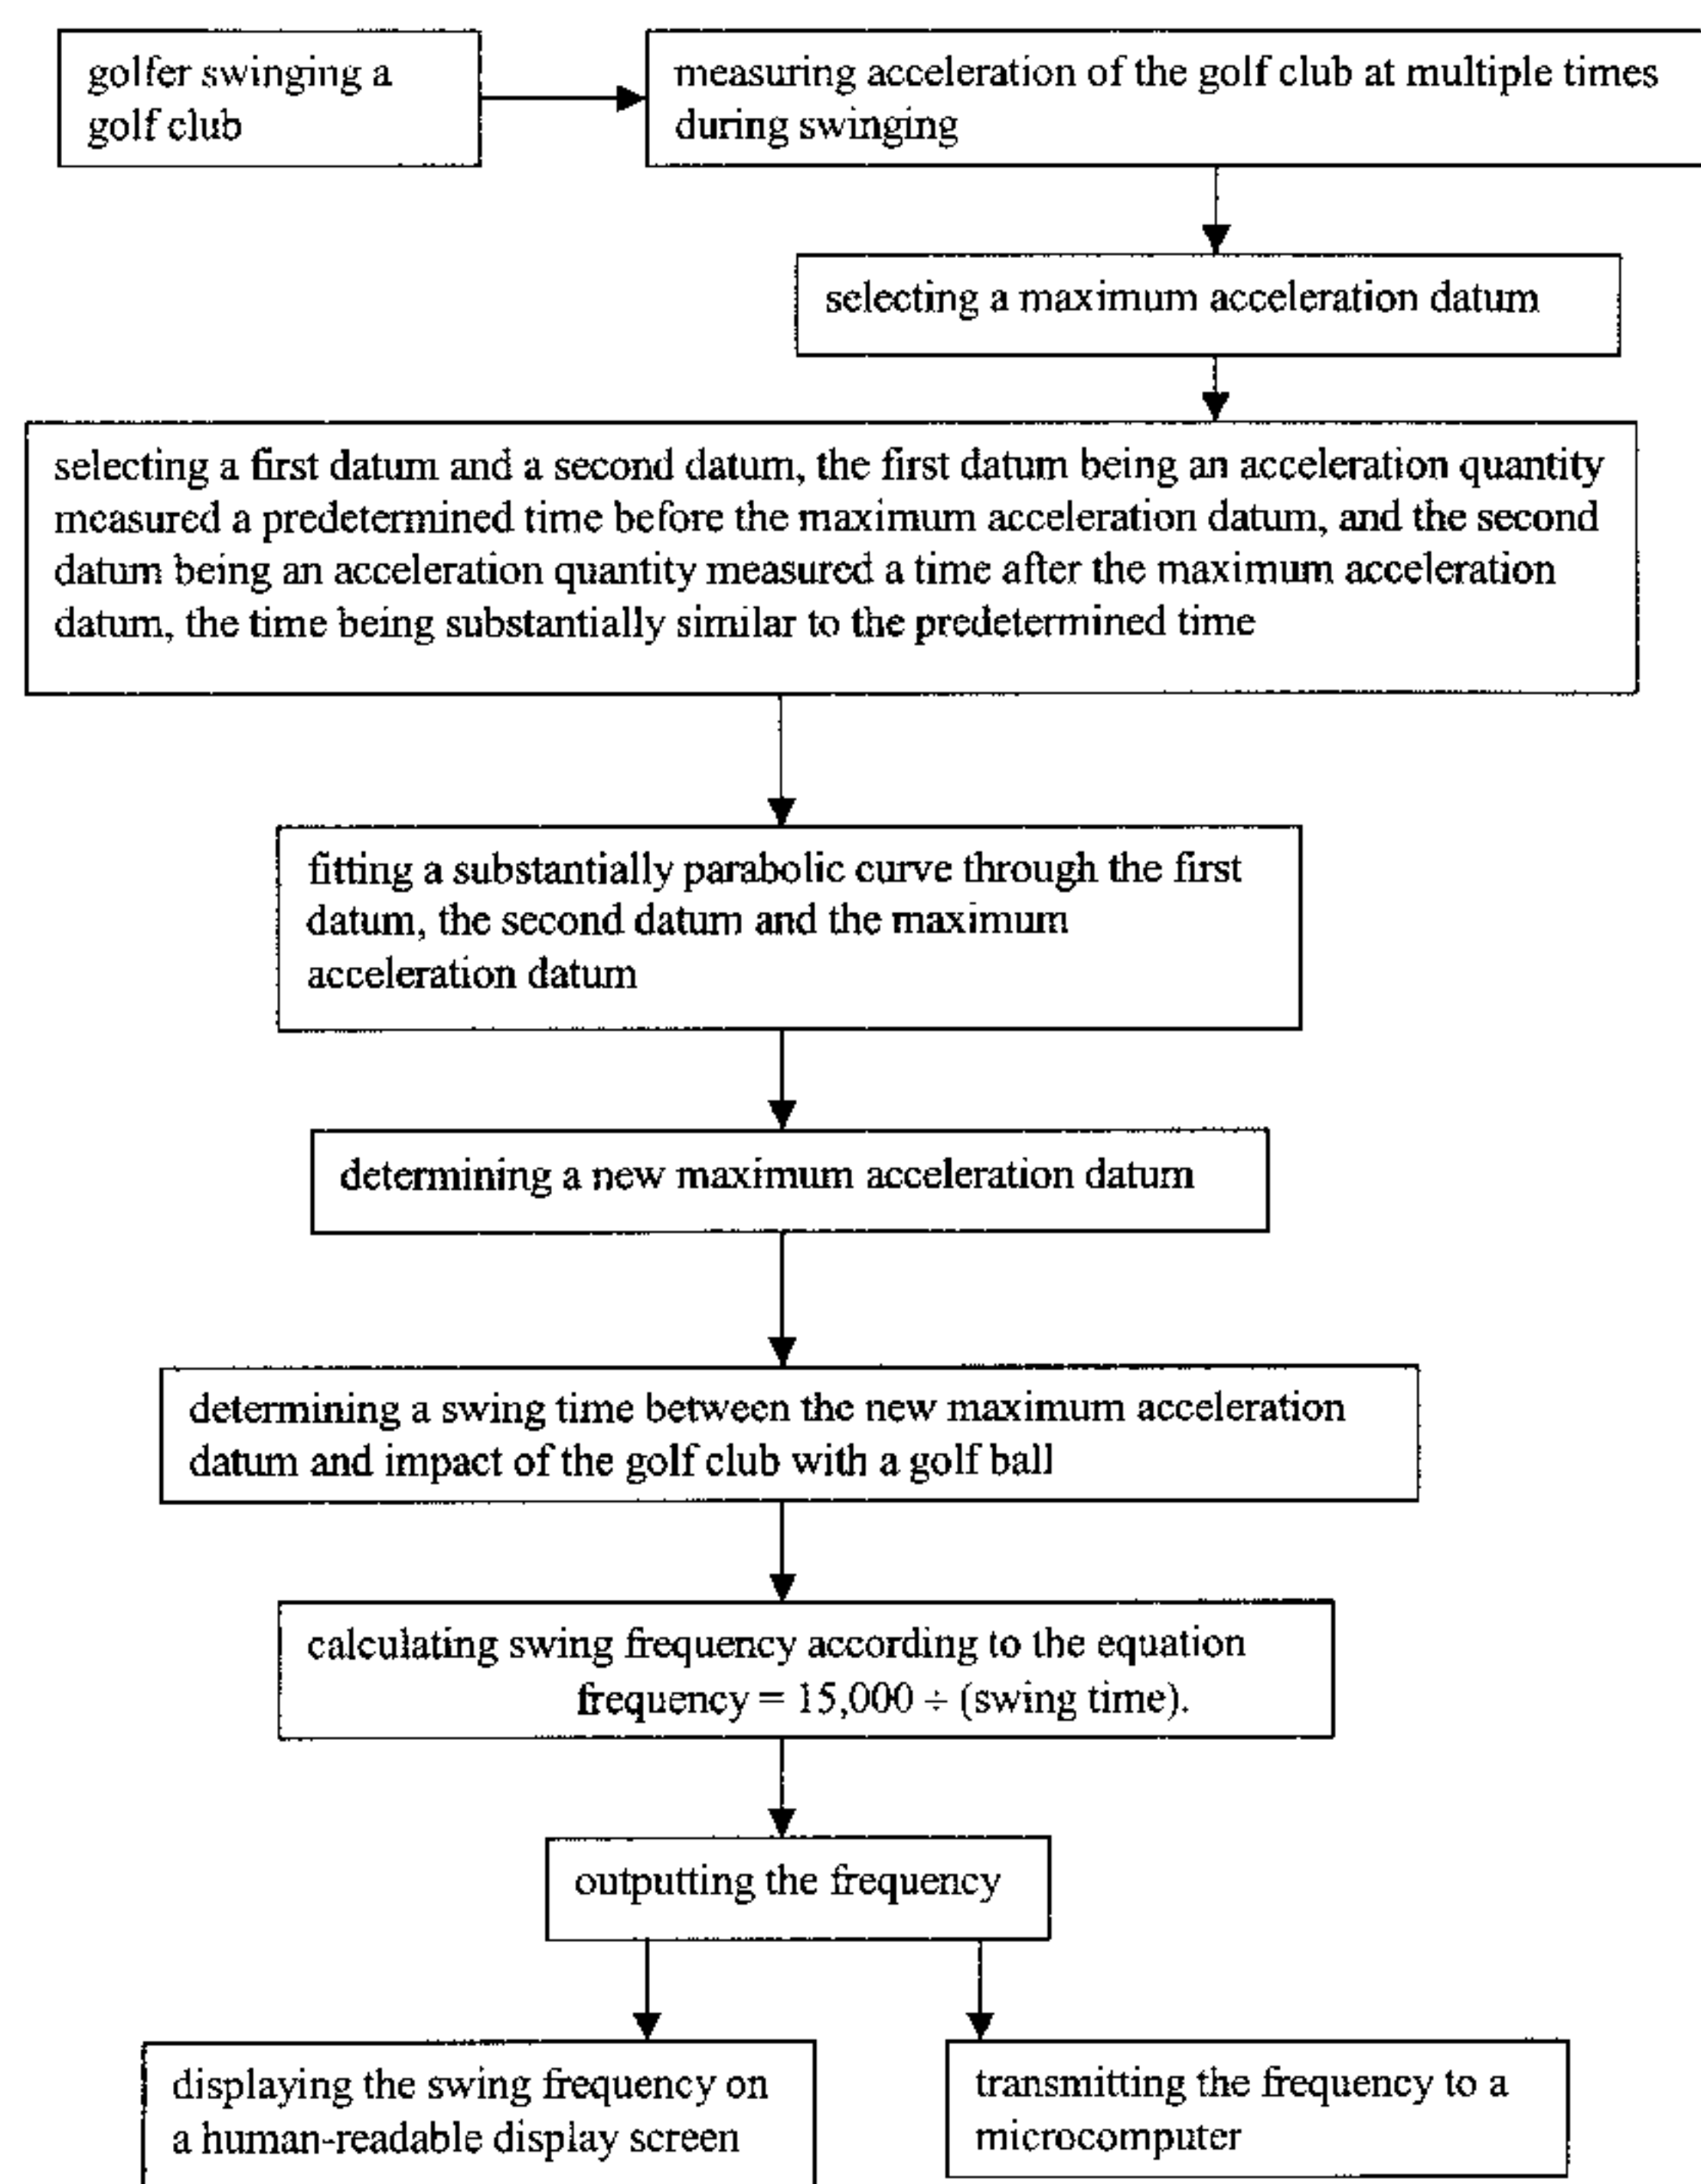 golfer swinging a
golf club
measuring acceleration of the golf club at multiple times
during swinging
selecting a maximum acceleration datum
selecting a first datum and a second datum, the first datum being an acceleration quantity
measured a predetermined time before the maximum acceleration datum, and the second
datum being an acceleration quantity measured a time after the maximum acceleration
datum, the time being substantially similar to the predetermined time
fitting a substantially parabolic curve through the first
datum, the second datum and the maximum
acceleration datum
determining a new maximum acceleration datum
determining a swing time between the new maximum acceleration
datum and impact of the golf club with a golf ball
calculating swing frequency according to the equation
frequency = 15,000 ÷ (swing time).
outputting the frequency
displaying the swing frequency on
a human-readable display screen
transmitting the frequency to a
microcomputer